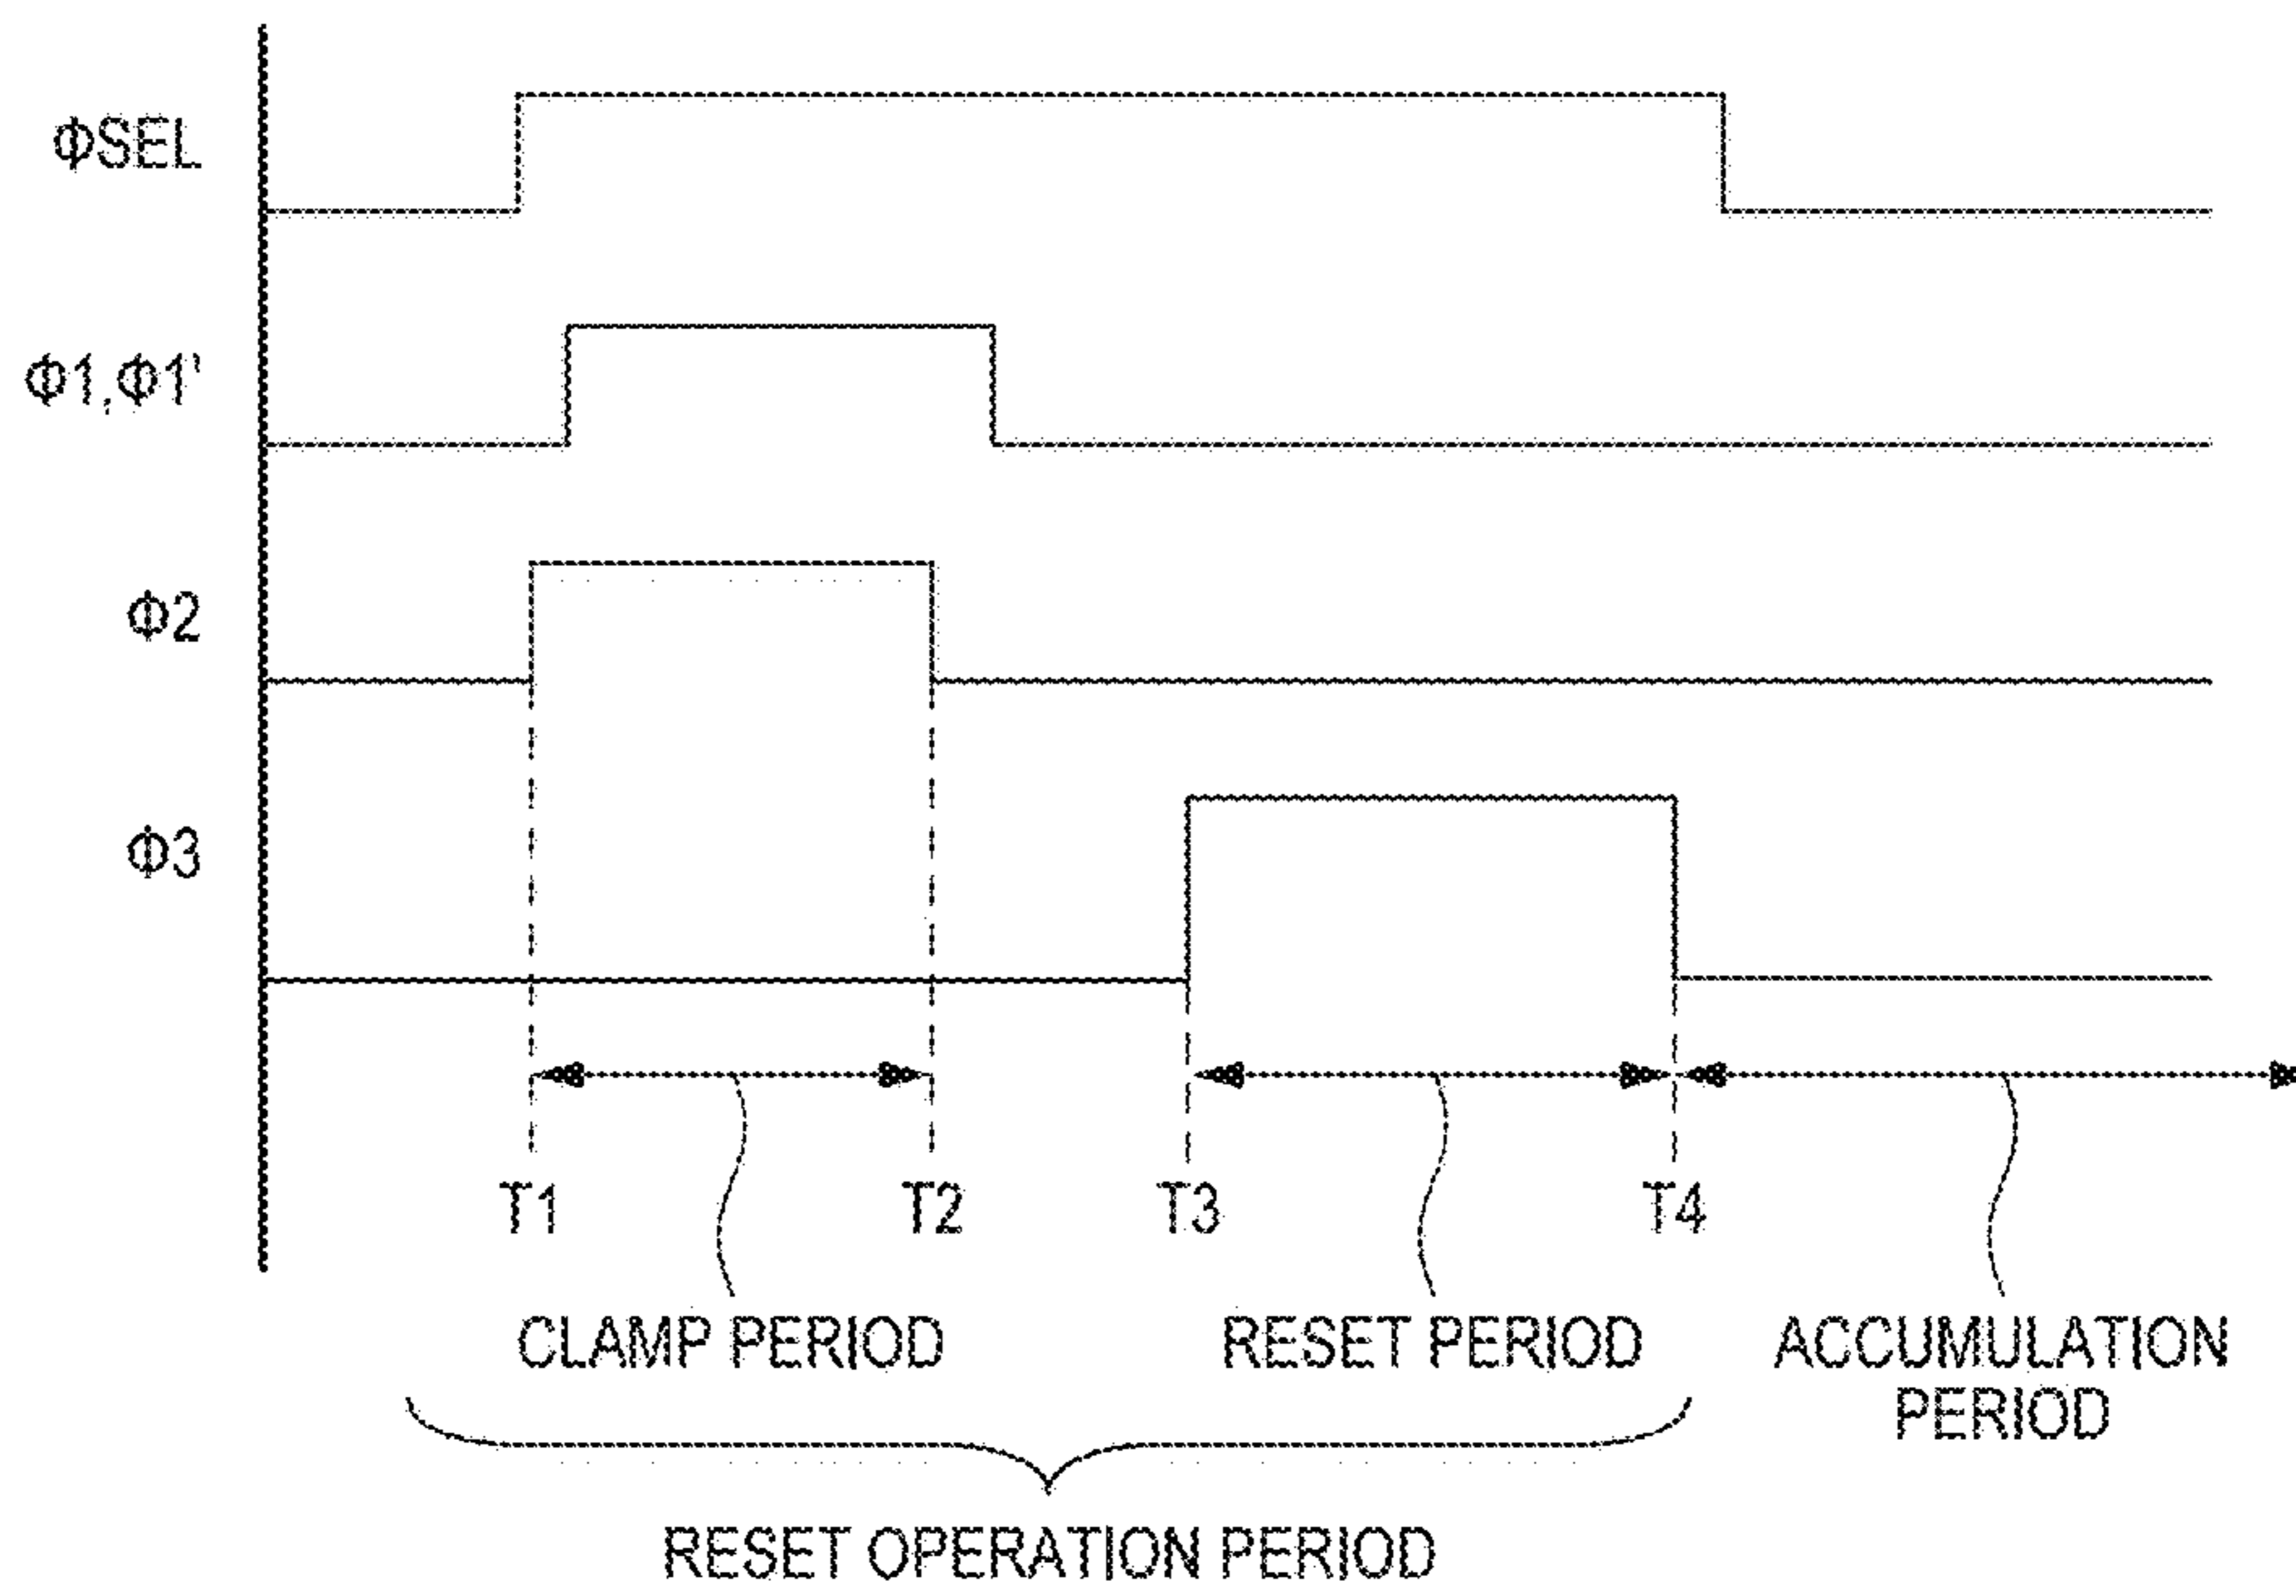 ΦSEL
Φ1,Φ1'
Φ2
Φ3
T1 T2 T3 T4
CLAMP PERIOD RESET PERIOD ACCUMULATION
PERIOD
RESET OPERATION PERIOD